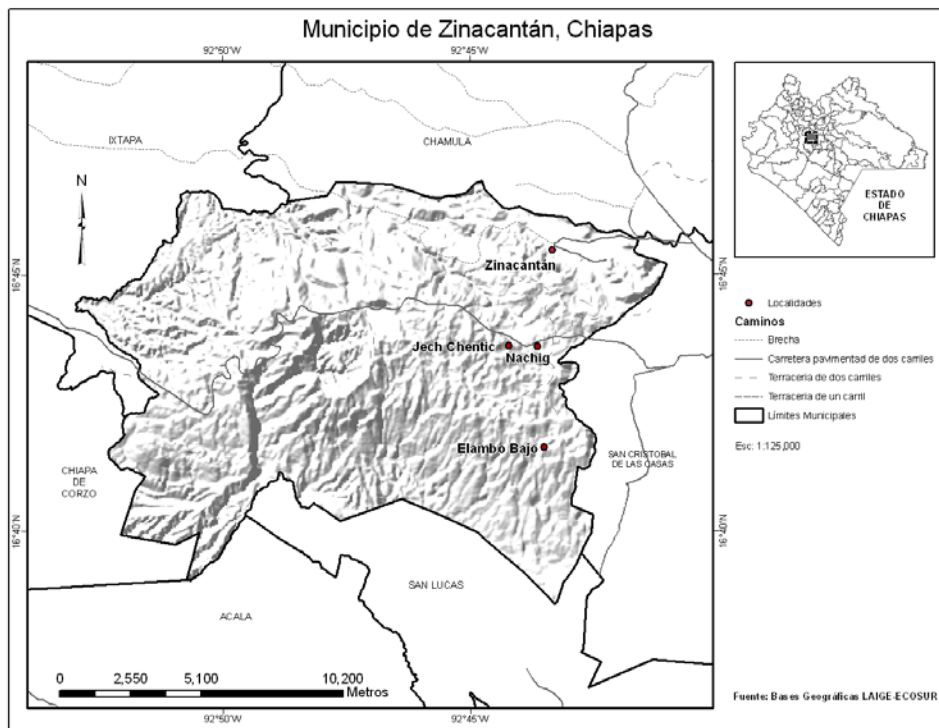 Municipio de Zinacantán, Chiapas
92°50'W
92°45'W
IXTAPA
CHAMULA
N
16°45'N
16°45'N
Zinacantán
Jech Chentic
Nachig
Elambo Bajo
SAN CRISTOBAL
DE LAS CASAS
CHIAPA
DE
CORZO
16°40'N
16°40'N
SAN LUCAS
ACALA
0
2,550
5,100
10,200
Metros
92°50'W
92°45'W
ESTADO
DE
CHIAPAS
Localidades
Caminos
Brecha
Carretera pavimentad de dos carriles
Terraceria de dos carriles
Terraceria de un carril
Límites Municipales
Esc: 1:125,000
Fuente: Bases Geográficas LAIGE-ECOSUR